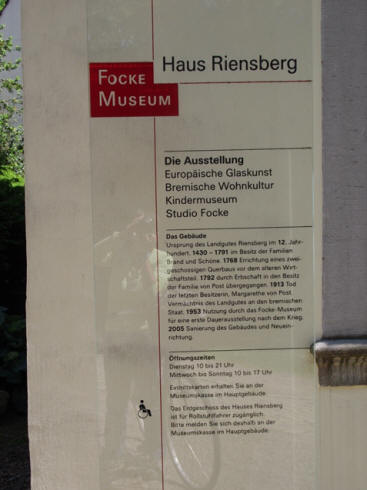 Haus Riensberg
FOCKE
MUSEUM
Die Ausstellung
Europäische Glaskunst
Bremische Wohnkultur
Kindermuseum
Studio Focke
Das Gebäude
Ursprung des Landgutes Riensberg im 12. Jahr-
hundert. 1430 – 1791 im Besitz der Familien
Brand und Schöne. 1768 Errichtung eines zwei-
geschossigen Querbaus vor dem älteren Wirt-
schaftsteil. 1792 durch Erbschaft in den Besitz
der Familie von Post übergegangen. 1913 Tod
der letzten Besitzerin, Margarethe von Post.
Vermächtnis des Landgutes an den bremischen
Staat. 1953 Nutzung durch das Focke-Museum
für eine erste Dauerausstellung nach dem Krieg.
2005 Sanierung des Gebäudes und Neuein-
richtung.
Öffnungszeiten
Dienstag 10 bis 21 Uhr
Mittwoch bis Sonntag 10 bis 17 Uhr
Eintrittskarten erhalten Sie an der
Museumskasse im Hauptgebäude.
Das Erdgeschoss des Hauses Riensberg
ist für Rollstuhlfahrer zugänglich.
Bitte melden Sie sich deshalb an der
Museumskasse im Hauptgebäude.